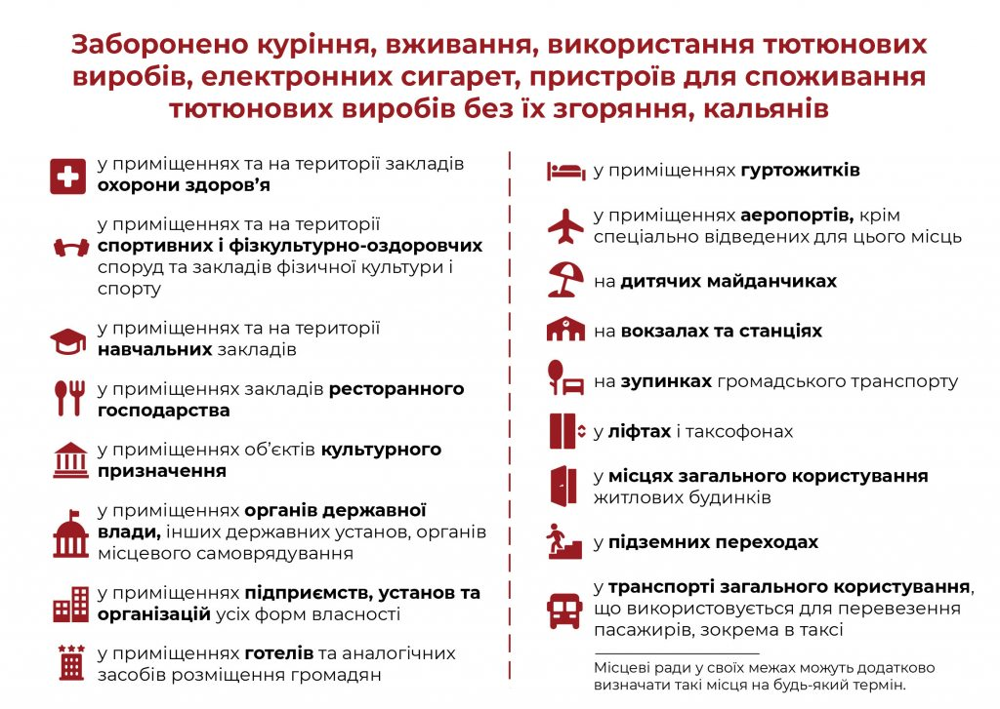 Заборонено куріння, вживання, використання тютюнових
виробів, електронних сигарет, пристроїв для споживання
тютюнових виробів без їх згоряння, кальянів
у приміщеннях та на території закладів
охорони здоров’я
у приміщеннях та на території
спортивних і фізкультурно-оздоровчих
споруд та закладів фізичної культури і
спорту
у приміщеннях та на території
навчальних закладів
у приміщеннях закладів ресторанного
господарства
у приміщеннях об’єктів культурного
призначення
у приміщеннях органів державної
влади, інших державних установ, органів
місцевого самоврядування
у приміщеннях підприємств, установ та
організацій усіх форм власності
у приміщеннях готелів та аналогічних
засобів розміщення громадян
у приміщеннях гуртожитків
у приміщеннях аеропортів, крім
спеціально відведених для цього місць
на дитячих майданчиках
на вокзалах та станціях
на зупинках громадського транспорту
у ліфтах і таксофонах
у місцях загального користування
житлових будинків
у підземних переходах
у транспорті загального користування,
що використовується для перевезення
пасажирів, зокрема в таксі
Місцеві ради у своїх межах можуть додатково
визначати такі місця на будь-який термін.